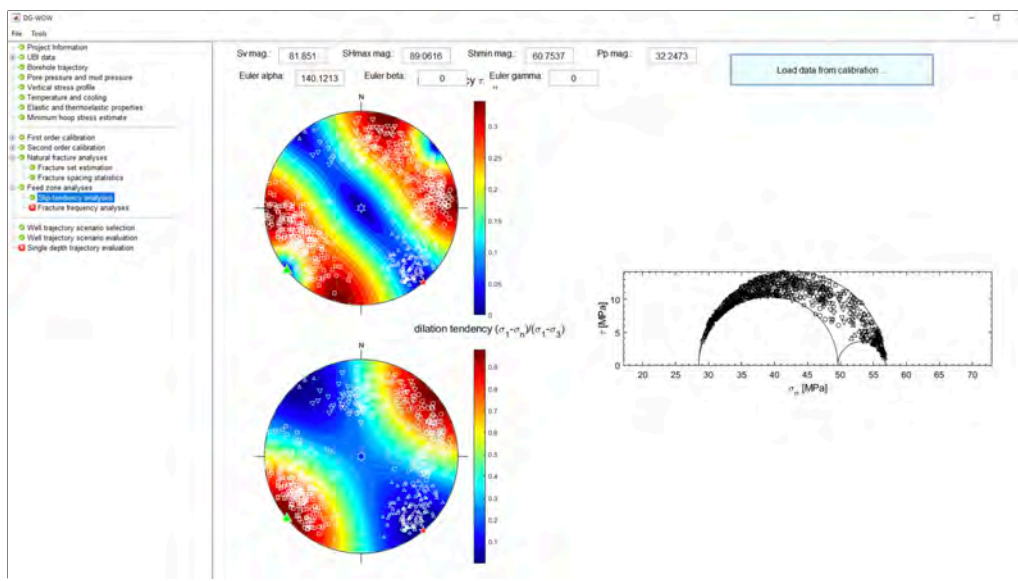 DG-WOW
File Tools
Project Information
UBI data
Borehole trajectory
Pore pressure and mud pressure
Vertical stress profile
Temperature and cooling
Elastic and thermoelastic properties
Minimum hoop stress estimate
First order calibration
Second order calibration
Natural fracture analyses
Fracture set estimation
Fracture spacing statistics
Feed zone analyses
Slip tendency analyses
Fracture frequency analyses
Well trajectory scenario selection
Well trajectory scenario evaluation
Single depth trajectory evaluation
Sv mag.: 81.851 SHmax mag.: 89.0616 Shmin mag.: 60.7537 Pp mag.: 32.2473
Load data from calibration ...
Euler alpha: 140.1213 Euler beta: 0 Euler gamma: 0
N
0.3
0.25
0.2
0.15
0.1
0.05
0
dilation tendency (σ1-σn)/(σ1-σ3)
N
0.8
0.7
0.6
0.5
0.4
0.3
0.2
0.1
τ [MPa]
10
5
0
20 25 30 35 40 45 50 55 60 65 70
σn [MPa]